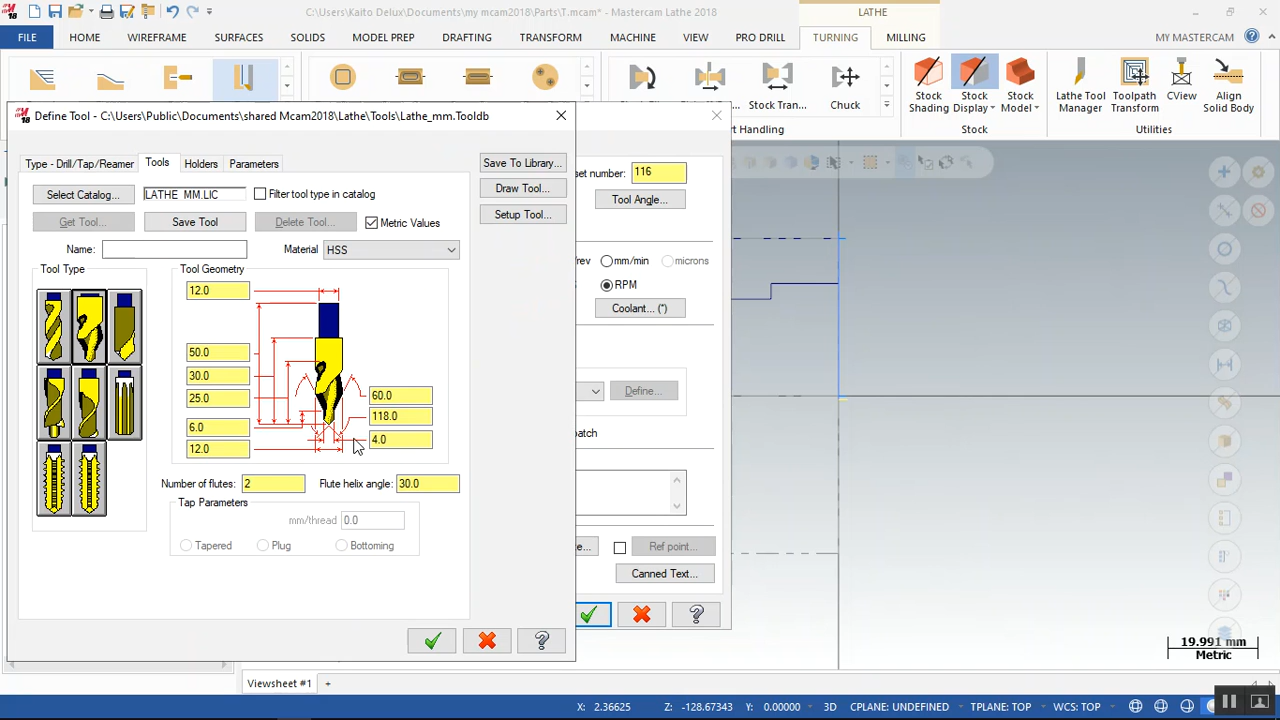 C:\Users\Kaito Delux\Documents\my mcam2018\Parts\T.mcam* - Mastercam Lathe 2018
LATHE
FILE HOME WIREFRAME SURFACES SOLIDS MODEL PREP DRAFTING TRANSFORM MACHINE VIEW PRO DRILL TURNING MILLING MY MASTERCAM
Stock Tran... Chuck
Stock Shading
Stock Display
Stock Model
Lathe Tool Manager
Toolpath Transform
CView
Align Solid Body
Stock
Utilities
Define Tool - C:\Users\Public\Documents\shared Mcam2018\Lathe\Tools\Lathe_mm.Tooldb
Type - Drill/Tap/Reamer Tools Holders Parameters
Save To Library...
Draw Tool...
Setup Tool...
Select Catalog... LATHE_MM.LIC Filter tool type in catalog
Get Tool... Save Tool Delete Tool... Metric Values
Name: Material HSS
Tool Type
Tool Geometry
12.0
50.0
30.0
25.0
6.0
12.0
60.0
118.0
4.0
Number of flutes: 2 Flute helix angle: 30.0
Tap Parameters
mm/thread 0.0
Tapered Plug Bottoming
set number: 116
Tool Angle...
/rev mm/min microns
RPM
Coolant... (*)
Define...
batch
e... Ref point...
Canned Text...
19.991 mm
Metric
Viewsheet #1 +
X: 2.36625 Z: -128.67343 Y: 0.00000 3D CPLANE: UNDEFINED TPLANE: TOP WCS: TOP